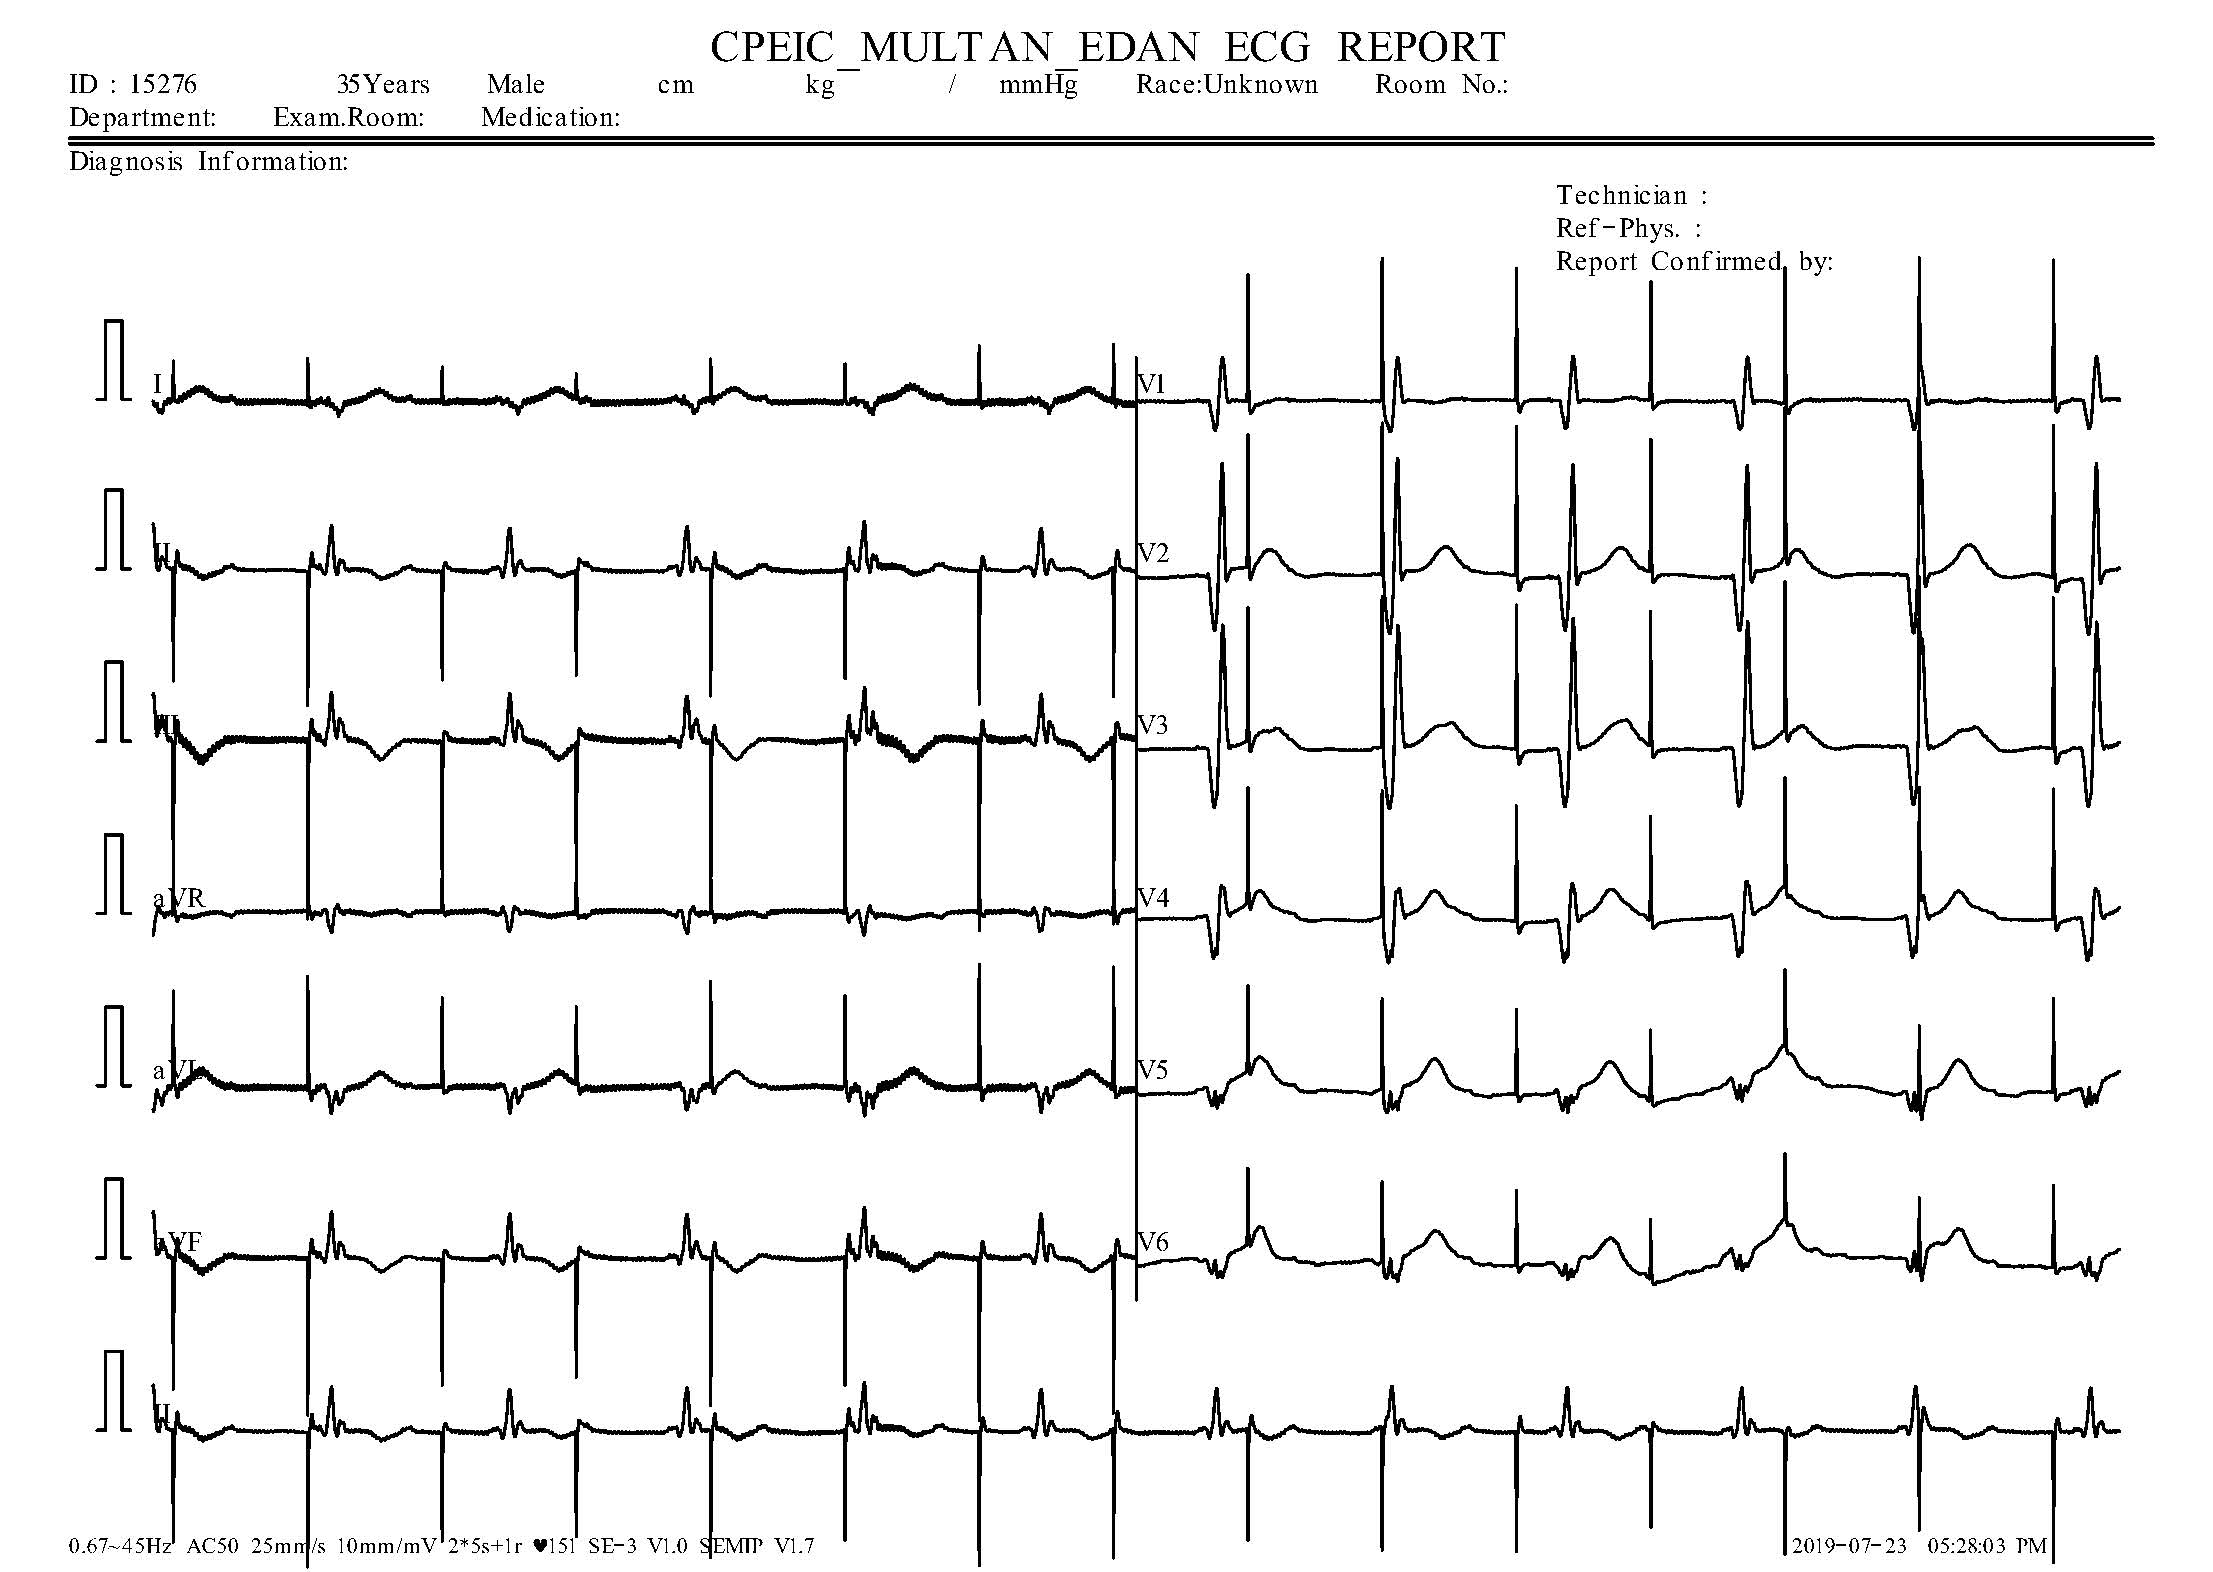 CPEIC_MULTAN_EDAN ECG REPORT
ID : 15276 35Years Male cm kg / mmHg Race:Unknown Room No.:
Department: Exam.Room: Medication:
Diagnosis Information:
Technician :
Ref-Phys. :
Report Confirmed by:
I V1
II V2
III V3
aVR V4
aVL V5
aVF V6
II
0.67~45Hz AC50 25mm/s 10mm/mV 2*5s+1r ♥151 SE-3 V1.0 SEMIP V1.7 2019-07-23 05:28:03 PM